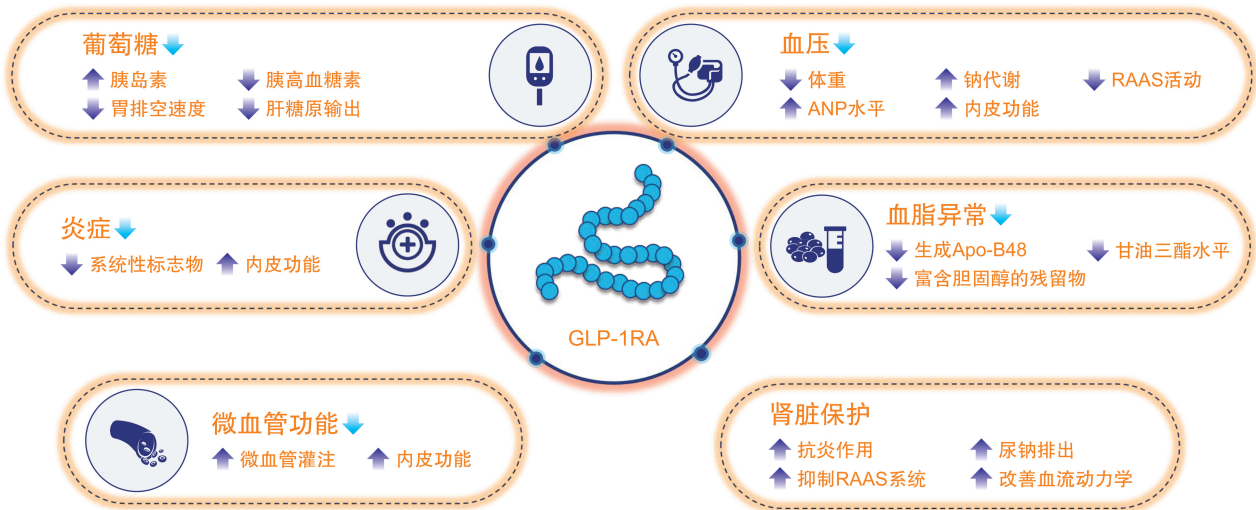 葡萄糖
胰岛素 胰高血糖素
胃排空速度 肝糖原输出
血压
体重 钠代谢 RAAS活动
ANP水平 内皮功能
炎症
系统性标志物 内皮功能
血脂异常
生成Apo-B48 甘油三酯水平
富含胆固醇的残留物
GLP-1RA
微血管功能
微血管灌注 内皮功能
肾脏保护
抗炎作用 尿钠排出
抑制RAAS系统 改善血流动力学